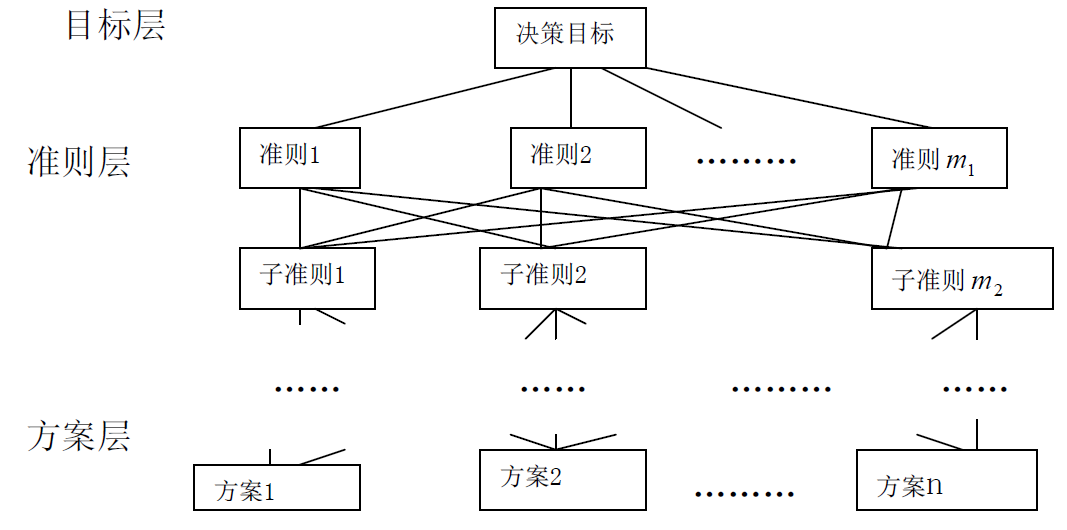 目标层
决策目标
准则层
准则1
准则2
………
准则 m₁
子准则1
子准则2
子准则 m₂
……
……
………
……
方案层
方案1
方案2
………
方案n